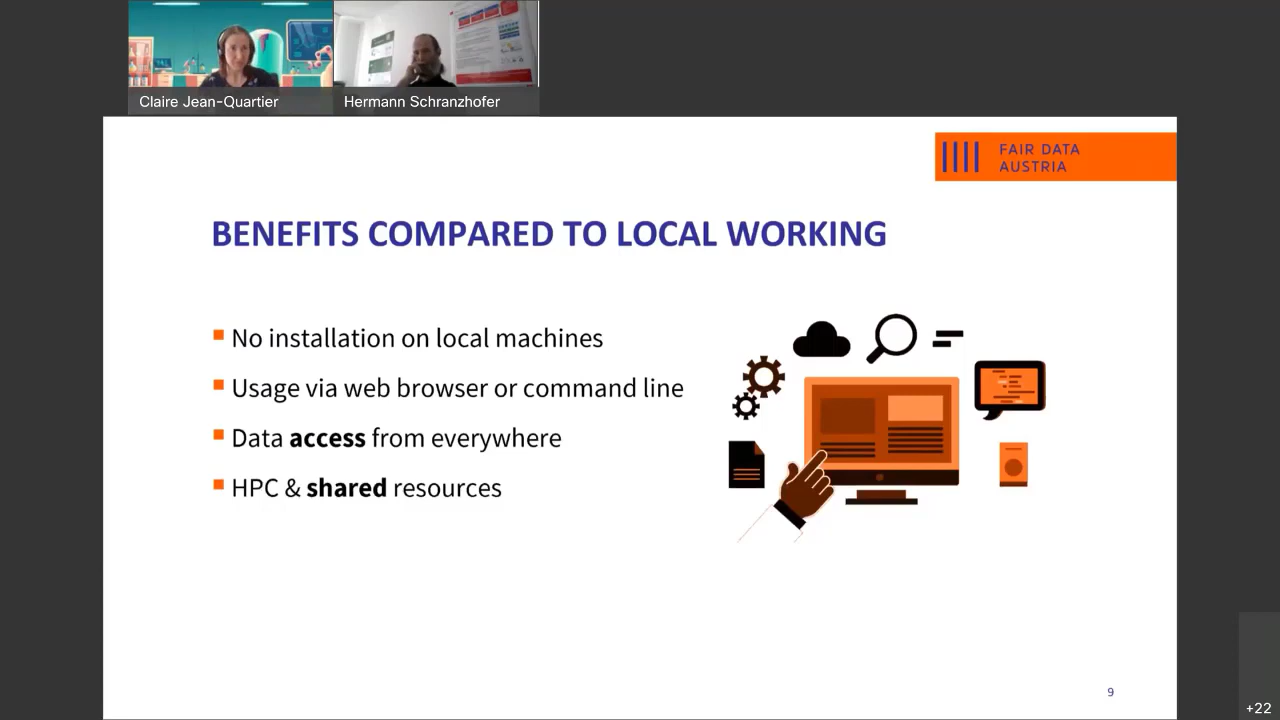 Claire Jean-Quartier
Hermann Schranzhofer
FAIR DATA
AUSTRIA
BENEFITS COMPARED TO LOCAL WORKING
No installation on local machines
Usage via web browser or command line
Data access from everywhere
HPC & shared resources
9
+22